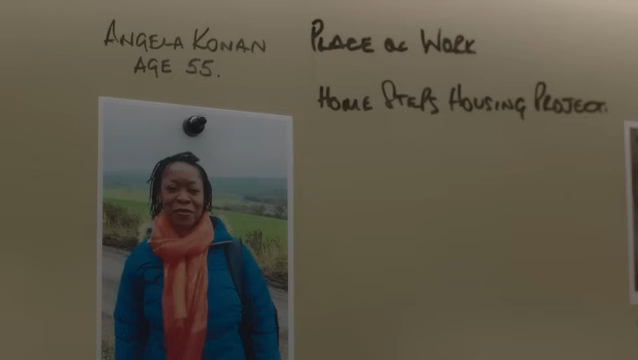 ANGELA KONAN
AGE 55.
PLACE OF WORK
HOME STEPS HOUSING PROJECT.